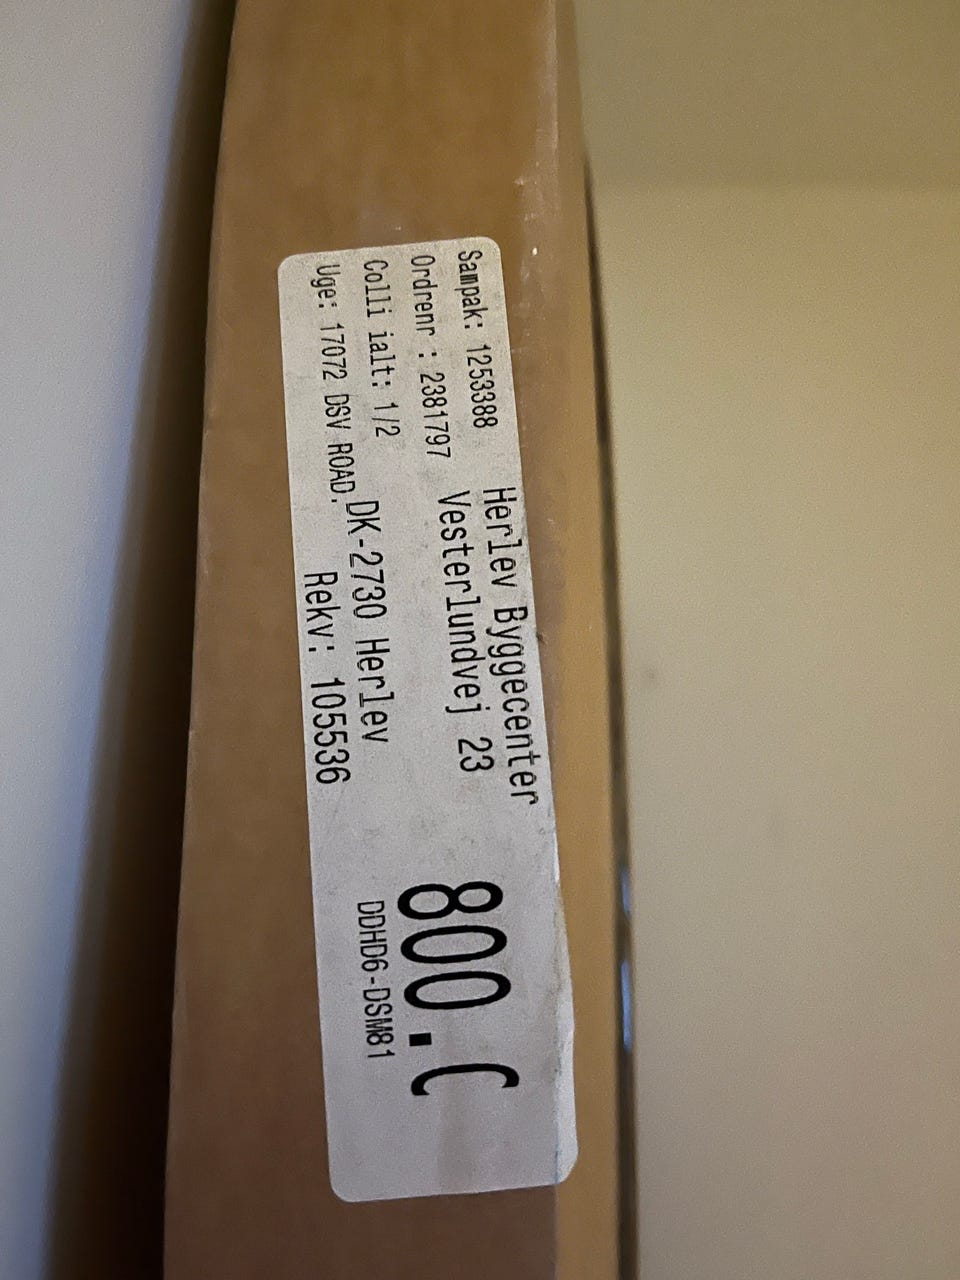 Sampak: 1253388
Ordrenr : 2381797
Colli ialt: 1/2
Uge: 17072 DSV ROAD.
Herlev Byggecenter
Vesterlundvej 23
DK-2730 Herlev
Rekv: 105536
800.C
DDHD6-DSM81